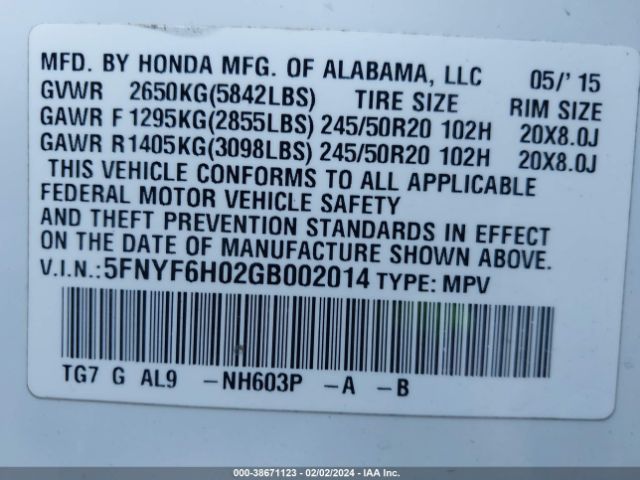 MFD. BY HONDA MFG. OF ALABAMA, LLC 05/' 15
GVWR 2650KG(5842LBS) TIRE SIZE RIM SIZE
GAWR F 1295KG(2855LBS) 245/50R20 102H 20X8.0J
GAWR R1405KG(3098LBS) 245/50R20 102H 20X8.0J
THIS VEHICLE CONFORMS TO ALL APPLICABLE
FEDERAL MOTOR VEHICLE SAFETY
AND THEFT PREVENTION STANDARDS IN EFFECT
ON THE DATE OF MANUFACTURE SHOWN ABOVE.
V.I.N.:5FNYF6H02GB002014 TYPE: MPV
TG7 G AL9 -NH603P -A -B
000-38671123 - 02/02/2024 - IAA Inc.